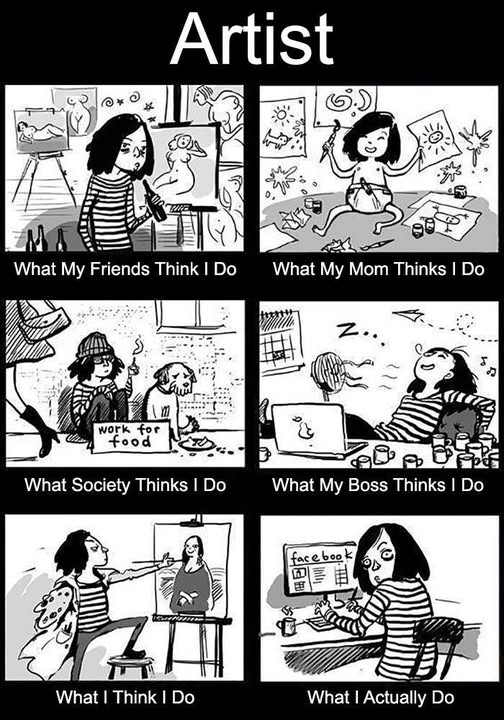 Artist
What My Friends Think I Do
What My Mom Thinks I Do
work for
food
Z...
What Society Thinks I Do
What My Boss Thinks I Do
facebook
What I Think I Do
What I Actually Do